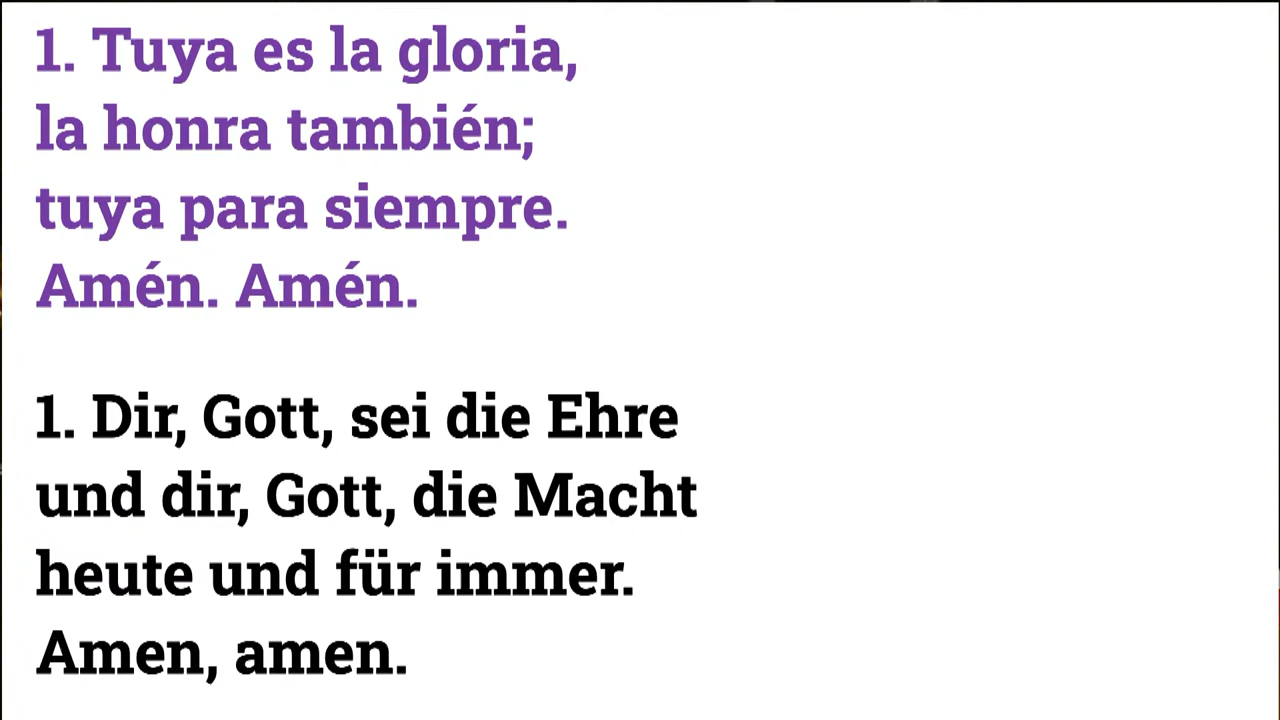 1. Tuya es la gloria,
la honra también;
tuya para siempre.
Amén. Amén.
1. Dir, Gott, sei die Ehre
und dir, Gott, die Macht
heute und für immer.
Amen, amen.